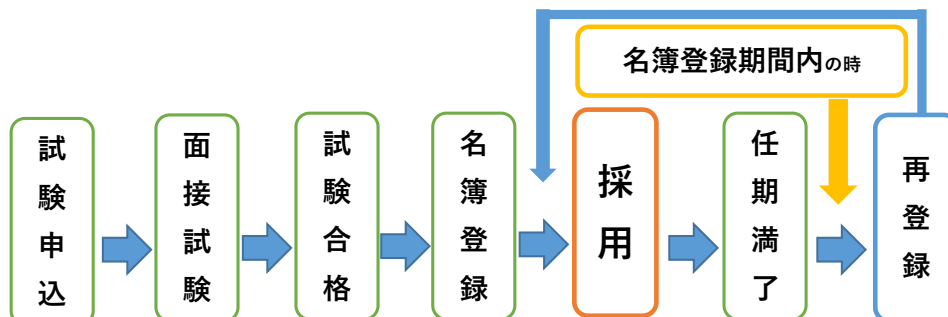 名簿登録期間内の時
試験申込
面接試験
試験合格
名簿登録
採用
任期満了
再登録